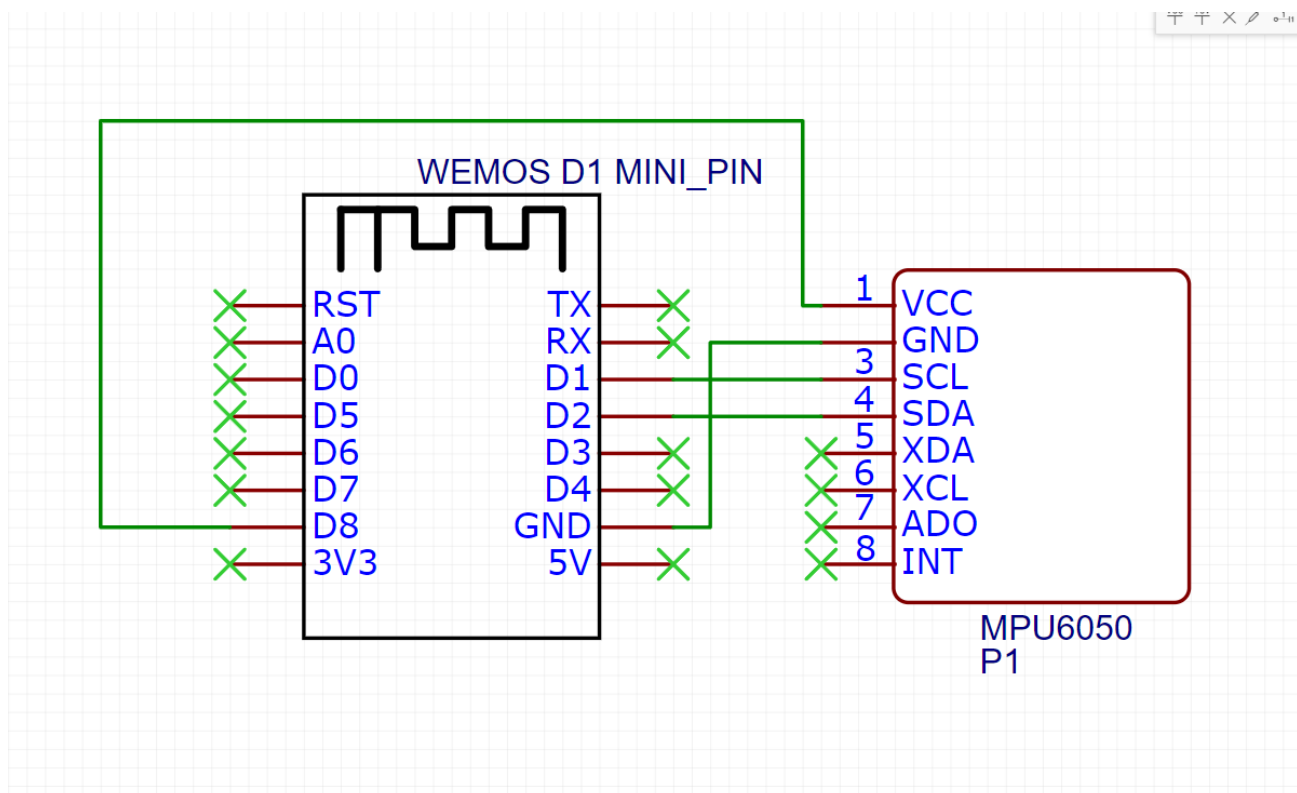 WEMOS D1 MINI_PIN
RST TX
A0 RX
D0 D1
D5 D2
D6 D3
D7 D4
D8 GND
3V3 5V
1 VCC
GND
3 SCL
4 SDA
5 XDA
6 XCL
7 ADO
8 INT
MPU6050
P1